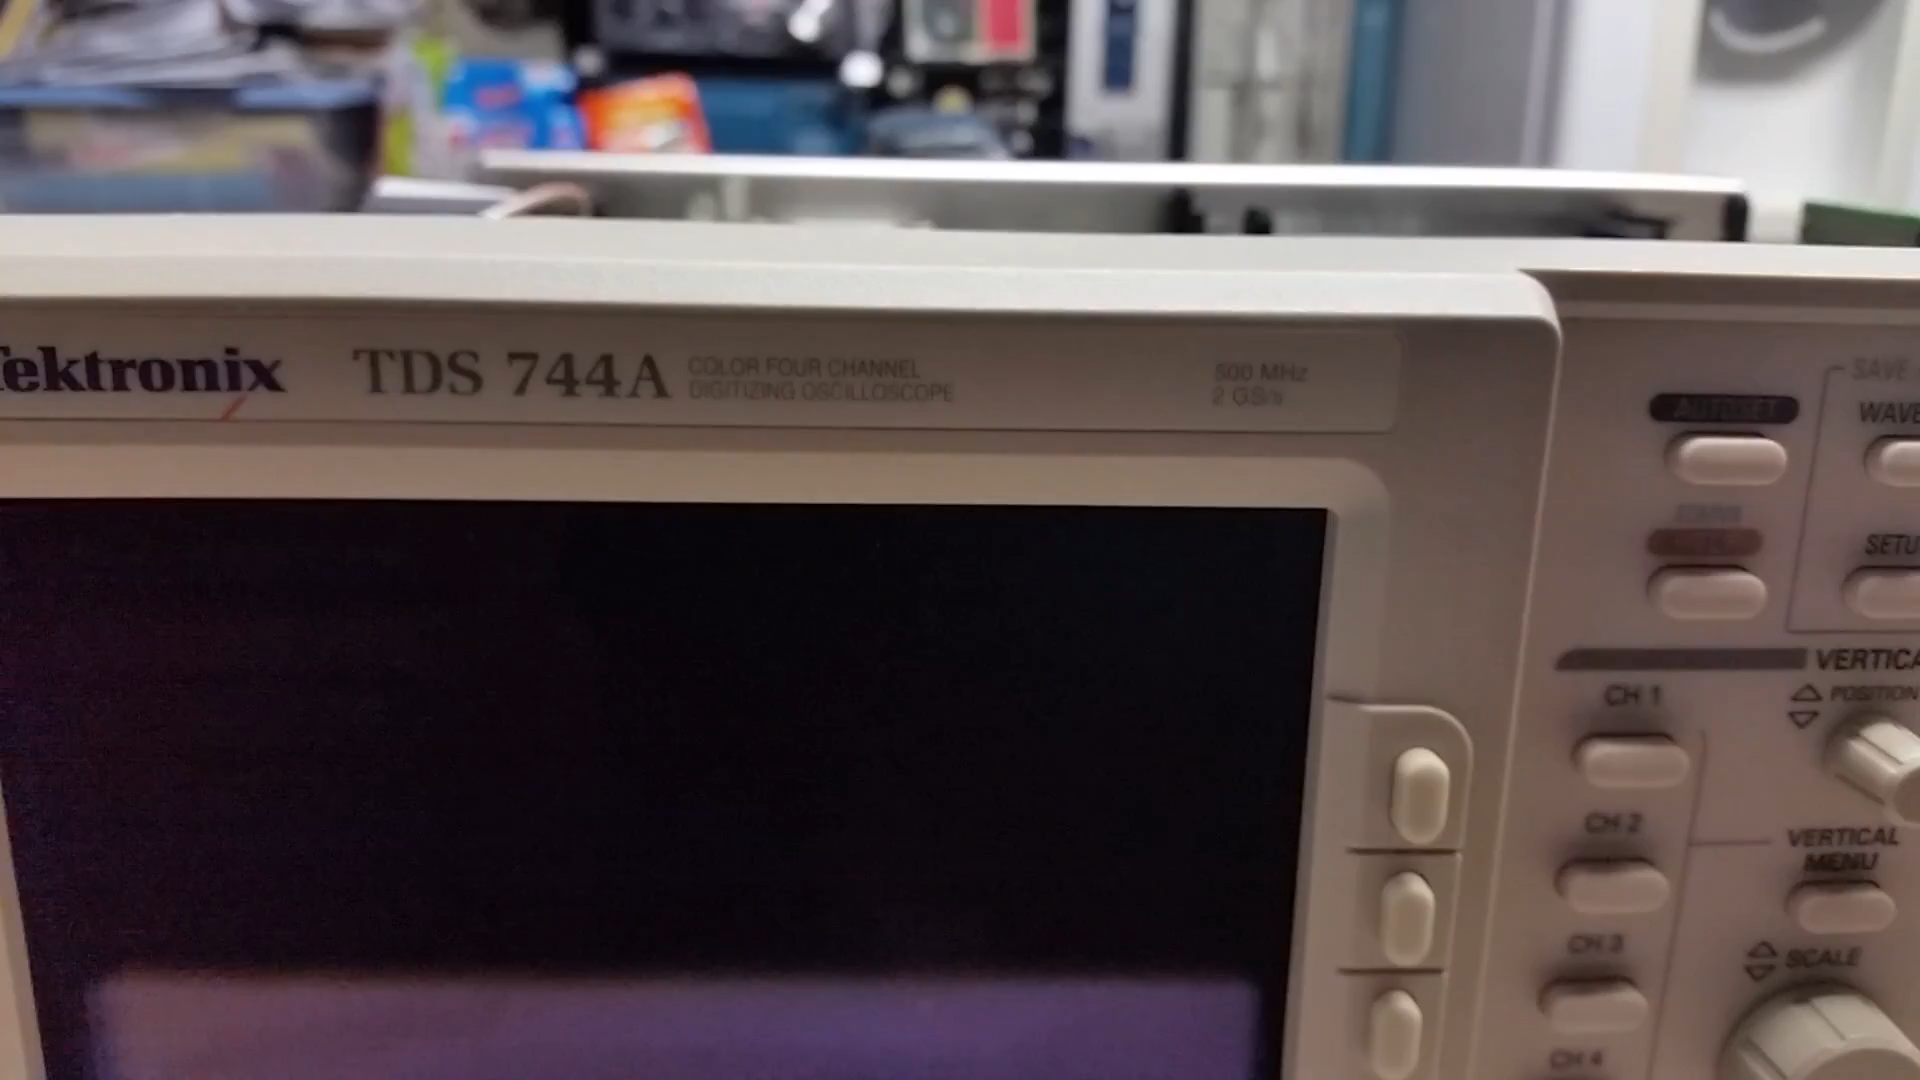 Tektronix TDS 744A COLOR FOUR CHANNEL
DIGITIZING OSCILLOSCOPE
500 MHz
2 GS/s
AUTOSET
SAVE
WAVE
SETU
VERTICA
CH 1
POSITION
CH 2
VERTICAL
MENU
CH 3
SCALE
CH 4